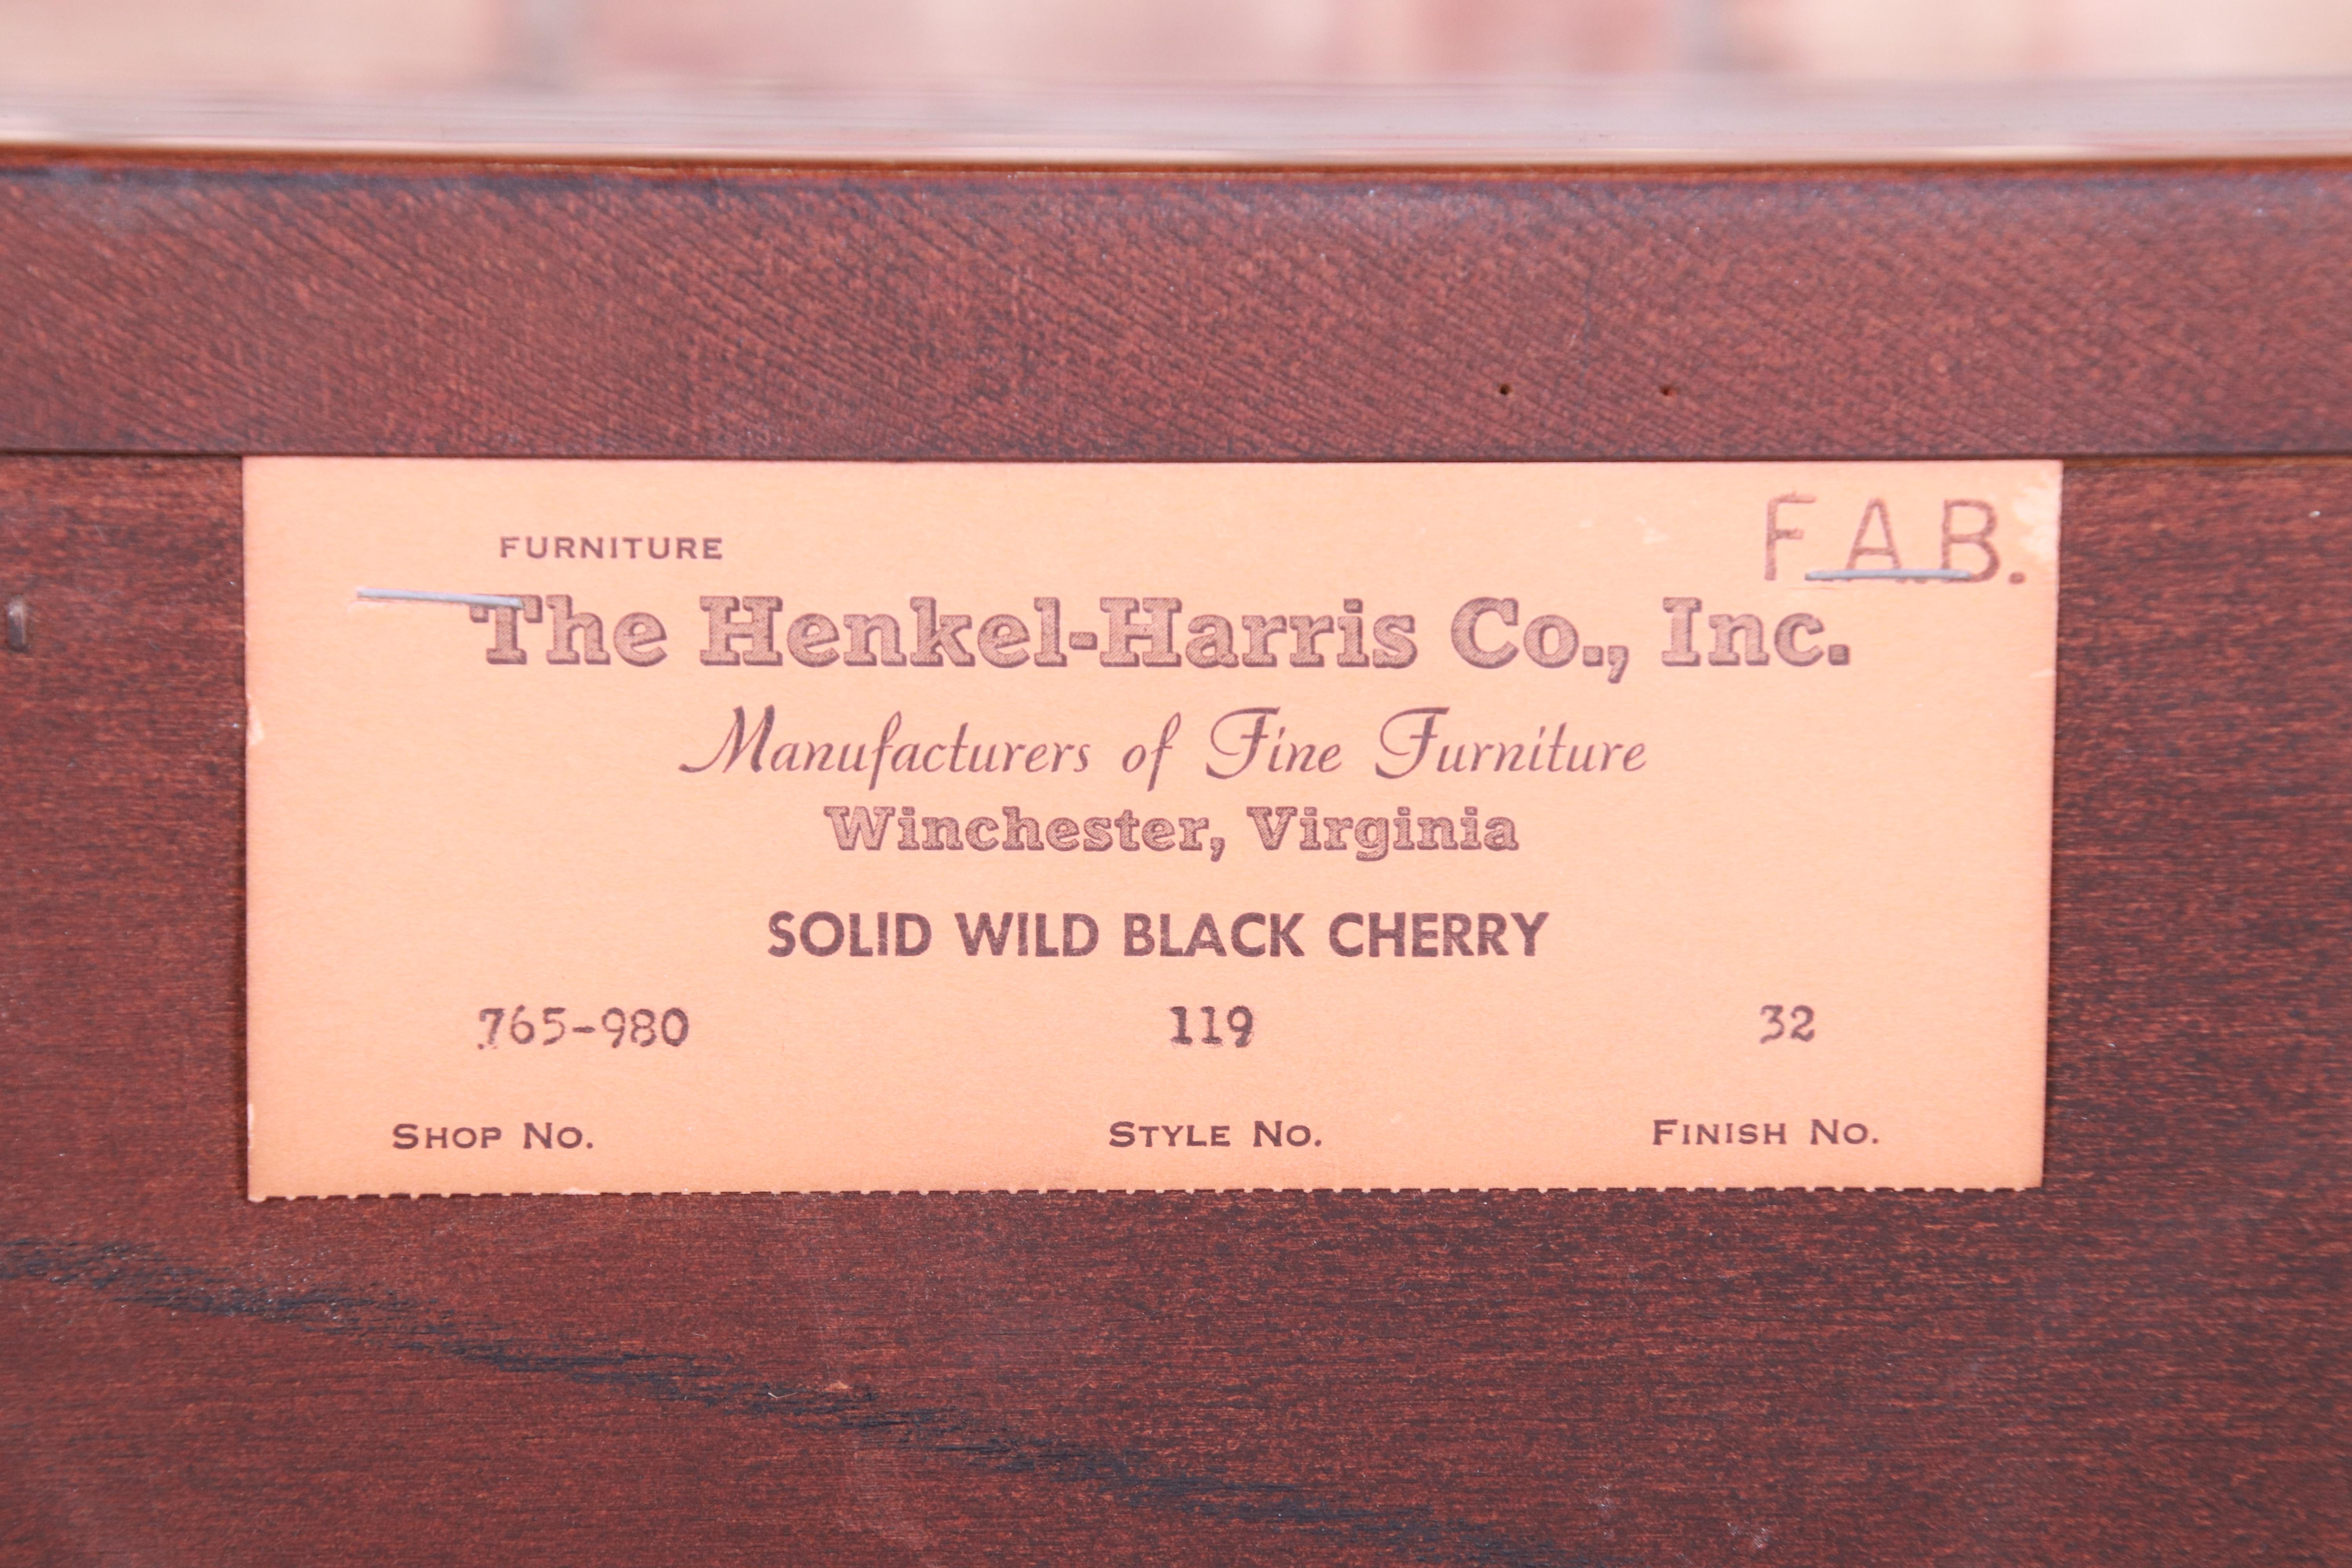 F.A.B.
FURNITURE
The Henkel-Harris Co., Inc.
Manufacturers of Fine Furniture
Winchester, Virginia
SOLID WILD BLACK CHERRY
765-980 119 32
SHOP NO. STYLE NO. FINISH NO.